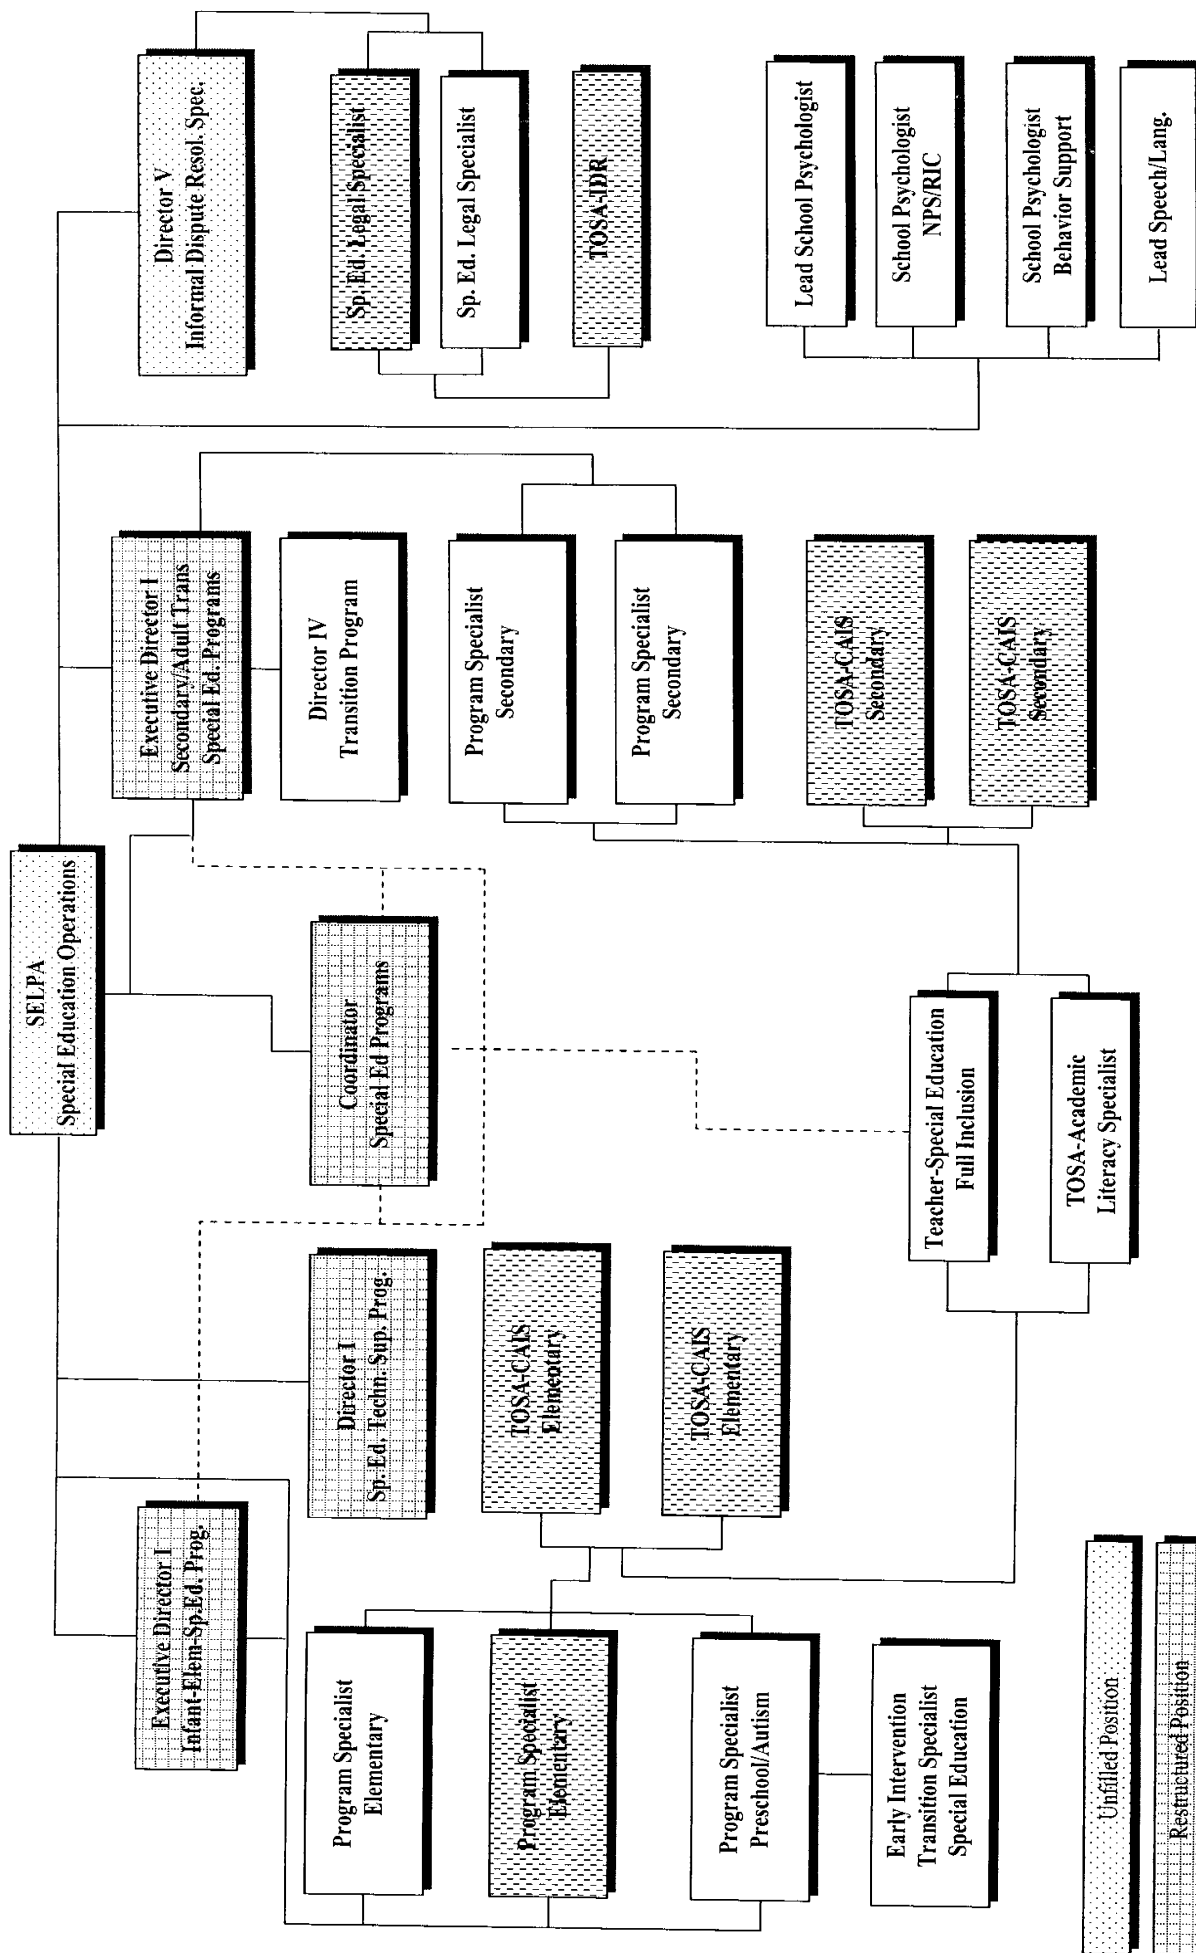 SELPA
Special Education Operations
Executive Director I
Infant-Elem-Sp.Ed. Prog.
Director I
Sp. Ed. Techn. Sup. Prog.
Coordinator
Special Ed Programs
Executive Director I
Secondary/Adult Trans
Special Ed. Programs
Director V
Informal Dispute Resol. Spec.
Program Specialist
Elementary
Program Specialist
Elementary
Program Specialist
Preschool/Autism
Early Intervention
Transition Specialist
Special Education
TOSA-CAIS
Elementary
TOSA-CAIS
Elementary
Teacher-Special Education
Full Inclusion
TOSA-Academic
Literacy Specialist
Director IV
Transition Program
Program Specialist
Secondary
Program Specialist
Secondary
TOSA-CAIS
Secondary
TOSA-CAIS
Secondary
Sp. Ed. Legal Specialist
Sp. Ed. Legal Specialist
TOSA-IDR
Lead School Psychologist
School Psychologist
NPS/RIC
School Psychologist
Behavior Support
Lead Speech/Lang.
Unfilled Position
Restructured Position